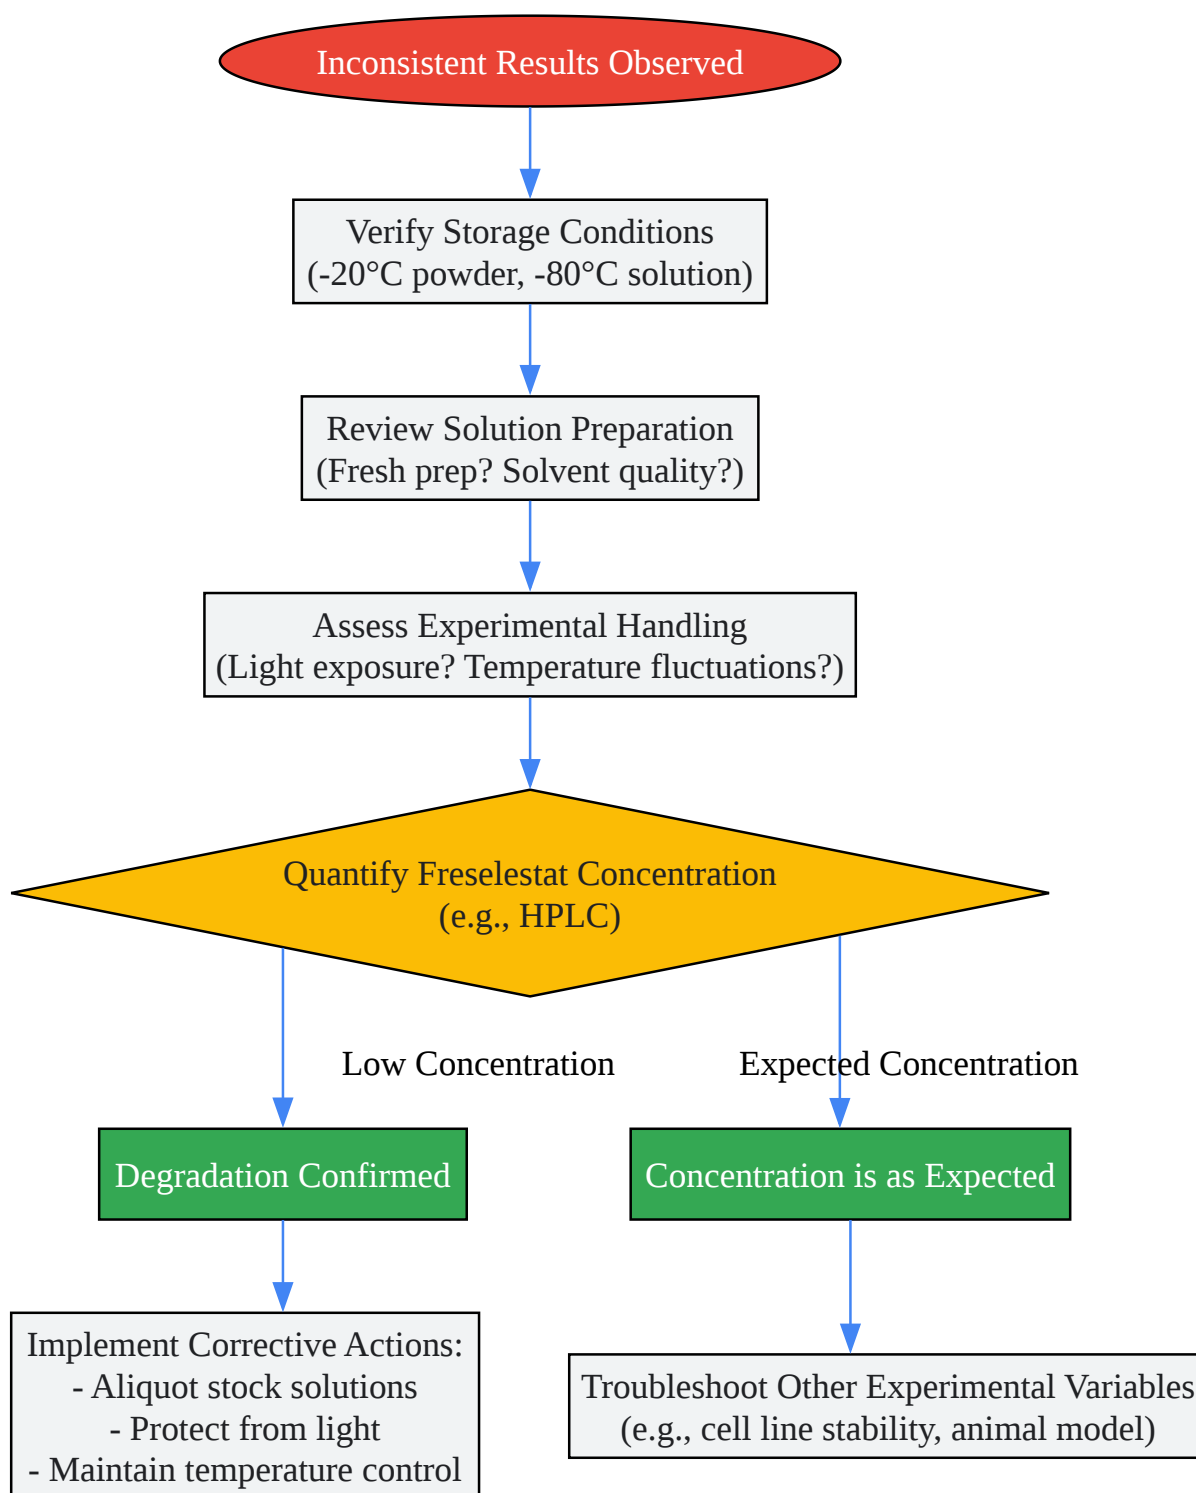 Inconsistent Results Observed
Verify Storage Conditions
(-20°C powder, -80°C solution)
Review Solution Preparation
(Fresh prep? Solvent quality?)
Assess Experimental Handling
(Light exposure? Temperature fluctuations?)
Quantify Freselestat Concentration
(e.g., HPLC)
Low Concentration
Expected Concentration
Degradation Confirmed
Concentration is as Expected
Implement Corrective Actions:
- Aliquot stock solutions
- Protect from light
- Maintain temperature control
Troubleshoot Other Experimental Variables
(e.g., cell line stability, animal model)